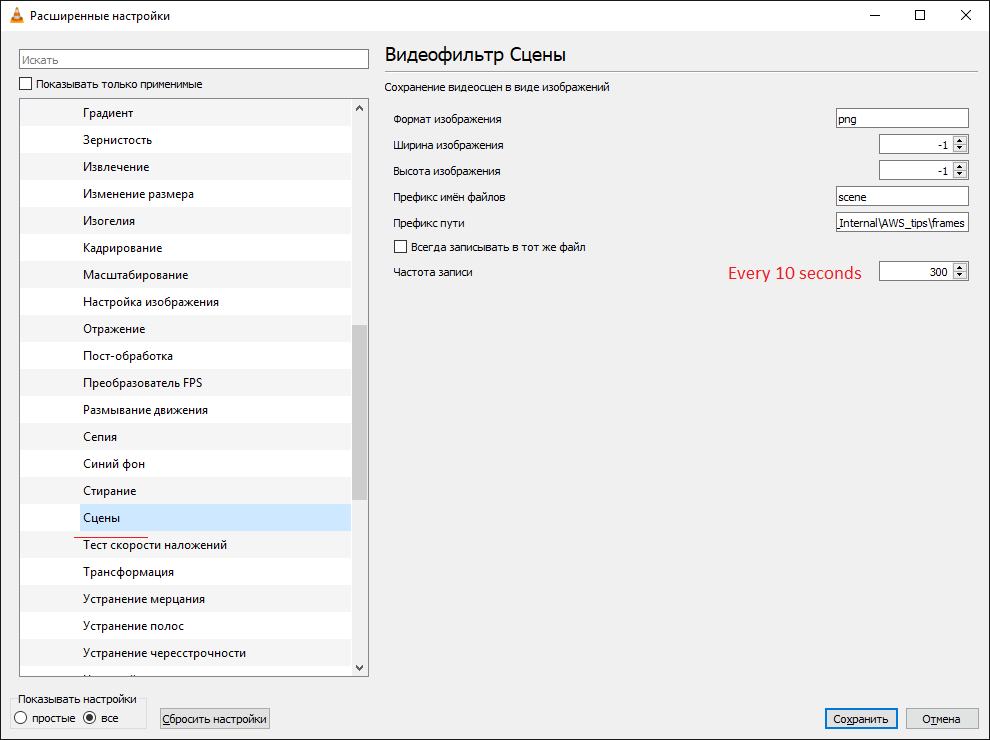 Расширенные настройки
Искать
Показывать только применимые
Градиент
Зернистость
Извлечение
Изменение размера
Изогелия
Кадрирование
Масштабирование
Настройка изображения
Отражение
Пост-обработка
Преобразователь FPS
Размывание движения
Сепия
Синий фон
Стирание
Сцены
Тест скорости наложений
Трансформация
Устранение мерцания
Устранение полос
Устранение чересстрочности
Показывать настройки
простые все
Сбросить настройки
Видеофильтр Сцены
Сохранение видеосцен в виде изображений
Формат изображения png
Ширина изображения -1
Высота изображения -1
Префикс имён файлов scene
Префикс пути _Internal\AWS_tips\frames
Всегда записывать в тот же файл
Частота записи Every 10 seconds 300
Сохранить Отмена